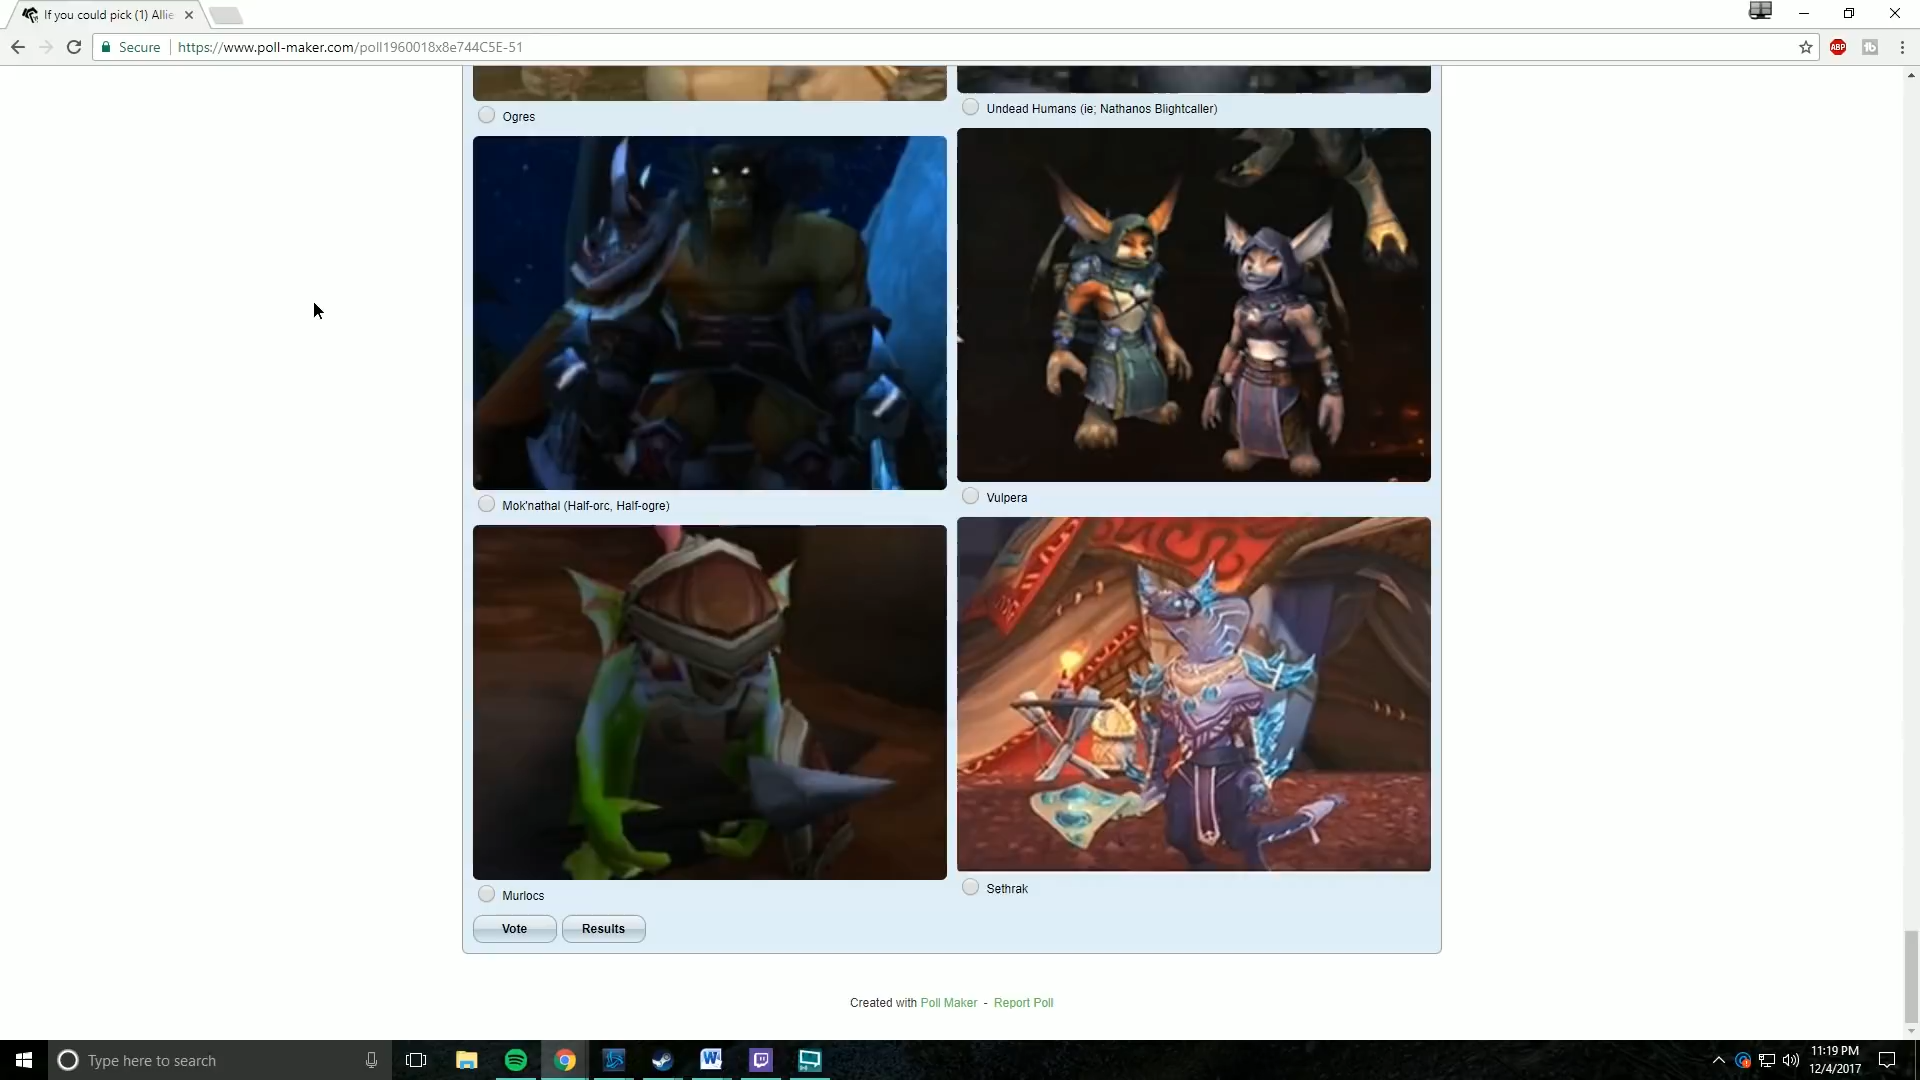 If you could pick (1) Allie
Secure
https://www.poll-maker.com/poll1960018x8e744C5E-51
ABP
Ogres
Undead Humans (ie; Nathanos Blightcaller)
Mok'nathal (Half-orc, Half-ogre)
Vulpera
Murlocs
Sethrak
Vote
Results
Created with Poll Maker - Report Poll
Type here to search
11:19 PM
12/4/2017